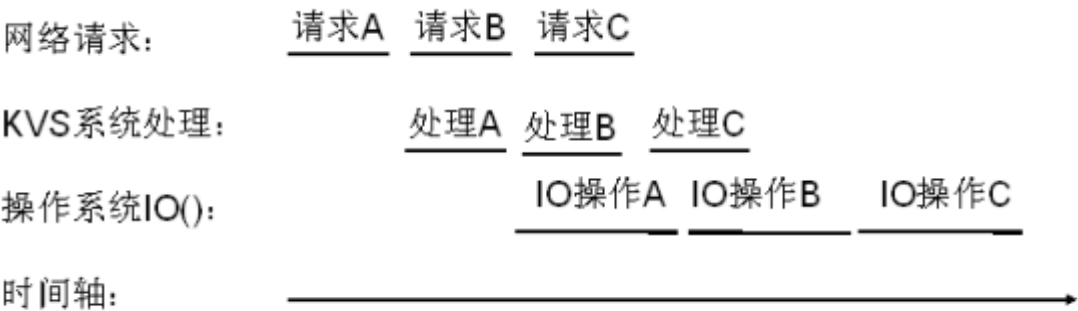 网络请求: 请求A 请求B 请求C
KVS系统处理: 处理A 处理B 处理C
操作系统IO(): IO操作A IO操作B IO操作C
时间轴: